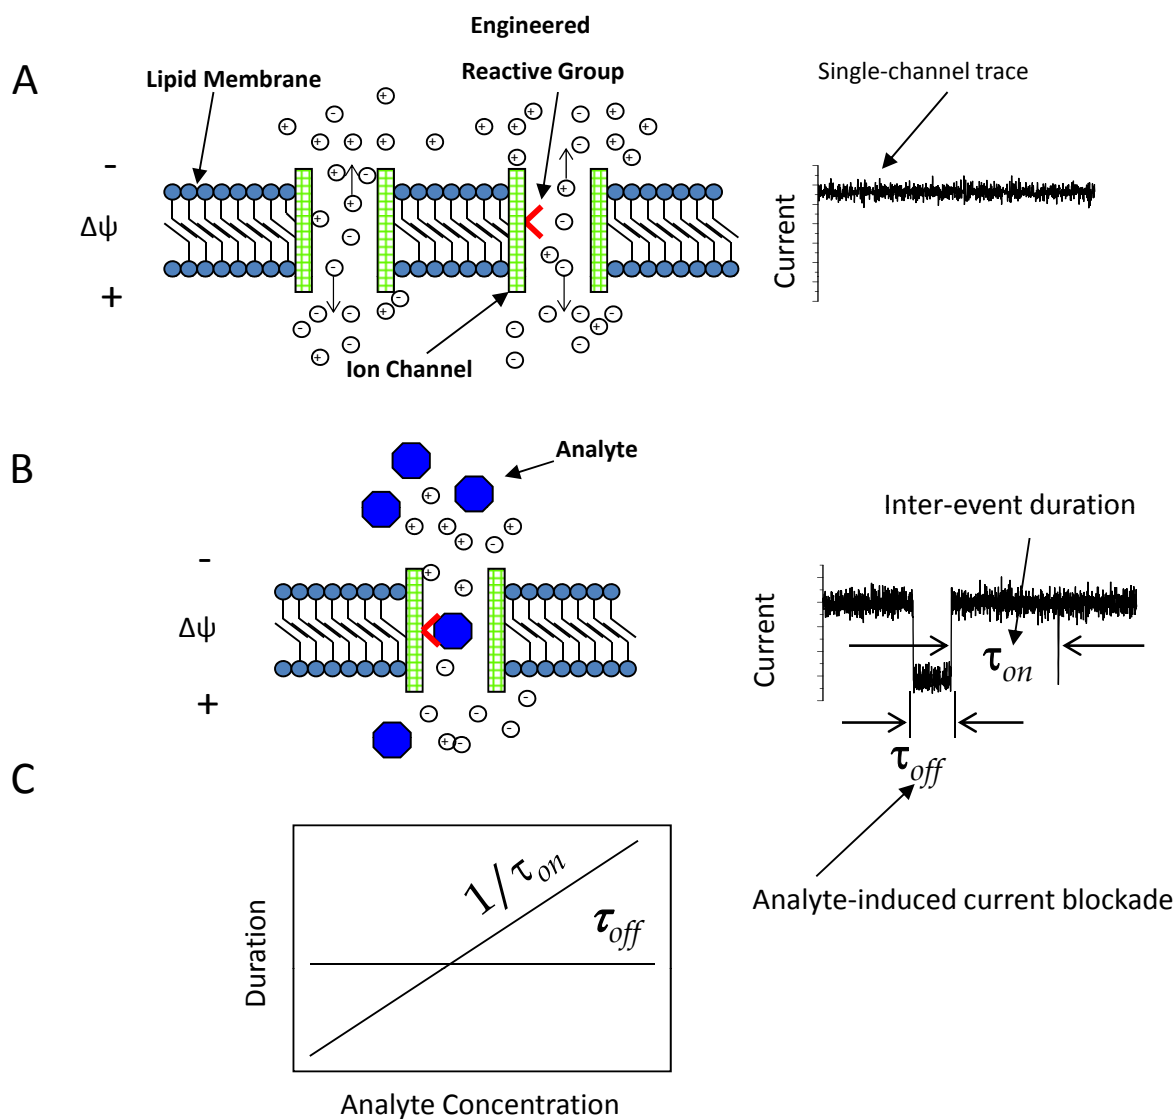 Engineered
A
Lipid Membrane
Reactive Group
Single-channel trace
-
Δψ
+
Current
Ion Channel
B
Analyte
Inter-event duration
-
Δψ
+
Current
τon
τoff
Analyte-induced current blockade
C
1/τon
τoff
Duration
Analyte Concentration